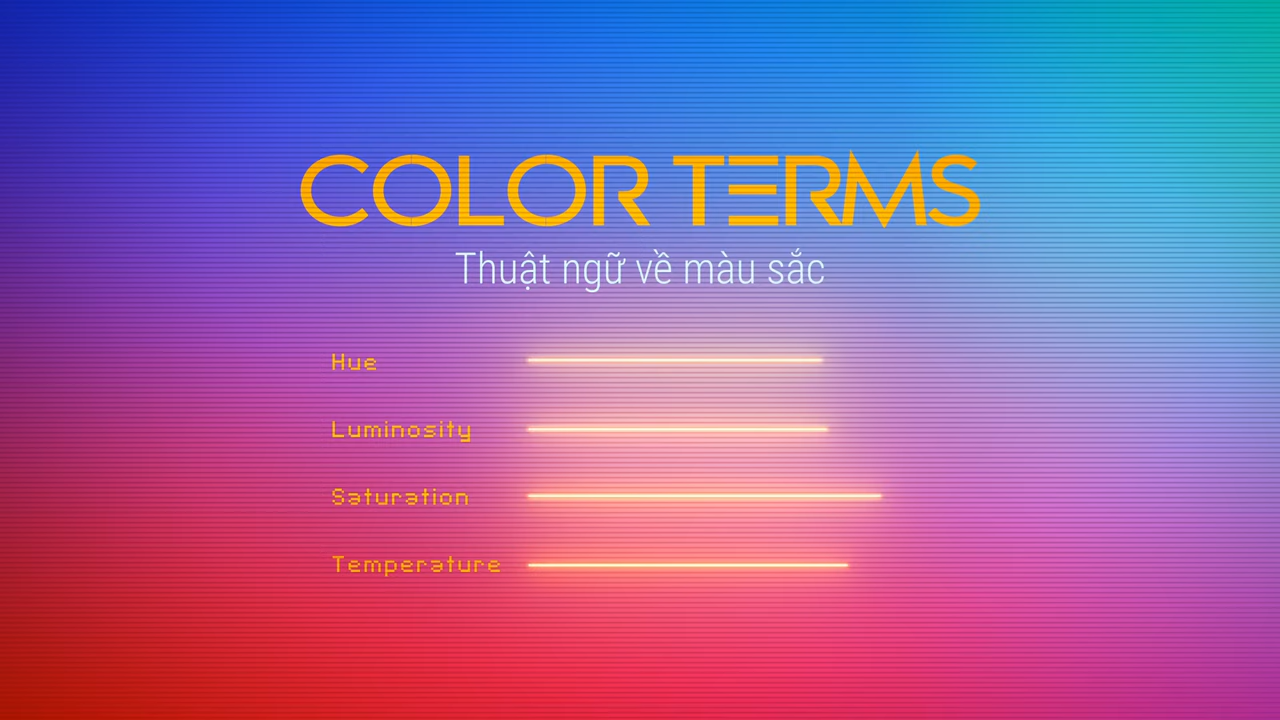 COLOR TERMS
Thuật ngữ về màu sắc
Hue
Luminosity
Saturation
Temperature